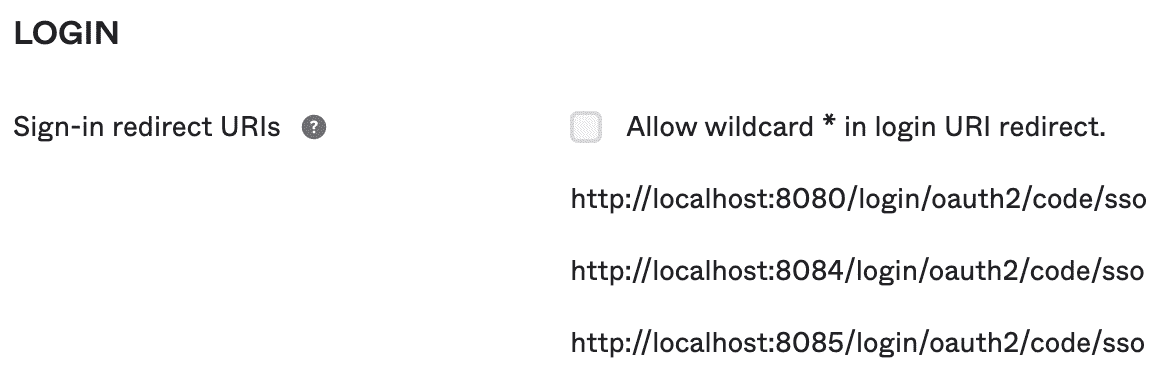 LOGIN
Sign-in redirect URIs ? Allow wildcard * in login URI redirect.
http://localhost:8080/login/oauth2/code/sso
http://localhost:8084/login/oauth2/code/sso
http://localhost:8085/login/oauth2/code/sso